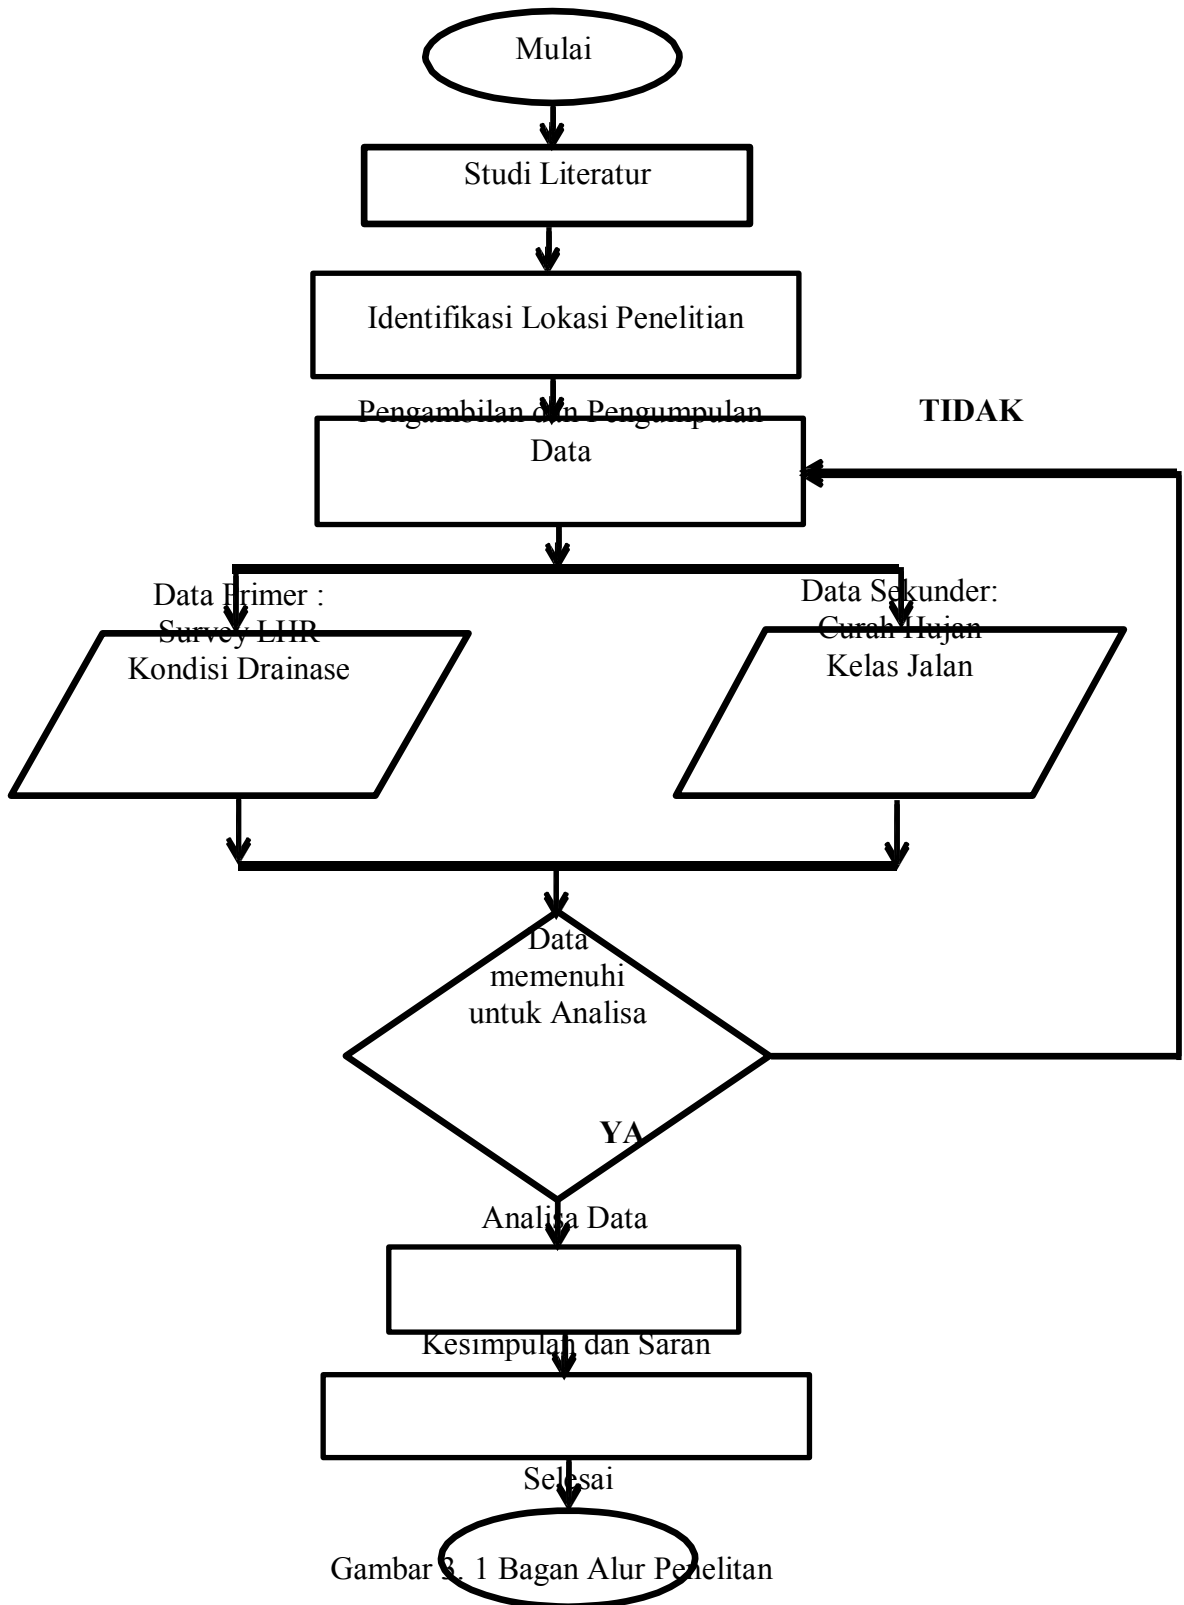 Mulai
Studi Literatur
Identifikasi Lokasi Penelitian
Pengambilan dan Pengumpulan
Data
TIDAK
Data Primer :
Survey LHR
Kondisi Drainase
Data Sekunder:
Curah Hujan
Kelas Jalan
Data
memenuhi
untuk Analisa
YA
Analisa Data
Kesimpulan dan Saran
Selesai
Gambar 3. 1 Bagan Alur Penelitan